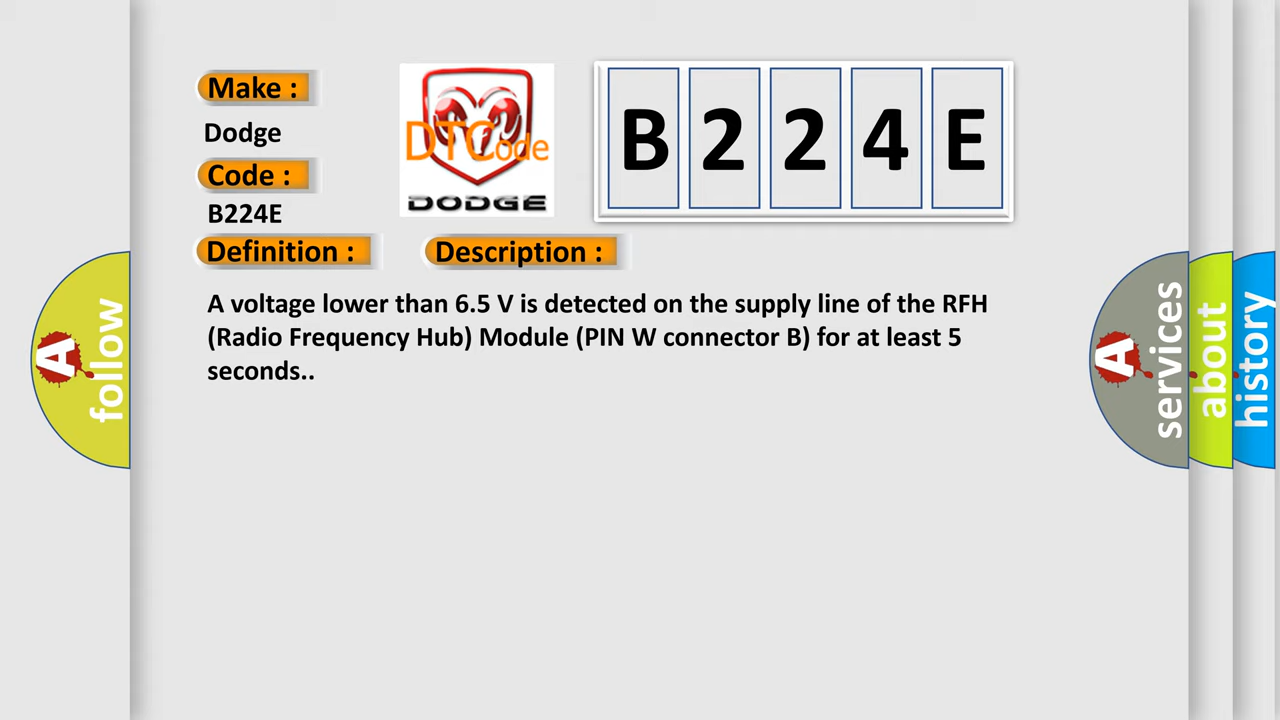 Make :
Dodge
Code :
B224E
DTCode
DODGE
B 2 2 4 E
Definition :
Description :
A voltage lower than 6.5 V is detected on the supply line of the RFH
(Radio Frequency Hub) Module (PIN W connector B) for at least 5
seconds..
A follow
A services
about
history